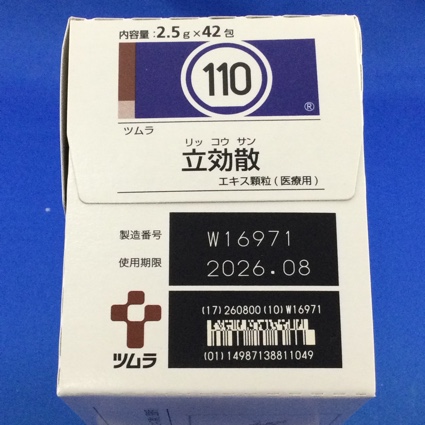 内容量:2.5g×42包
110
®
ツムラ
リッ コウ サン
立効散
エキス顆粒(医療用)
製造番号 W16971
使用期限 2026.08
(17)260800(10)W16971
(01)14987138811049
ツムラ